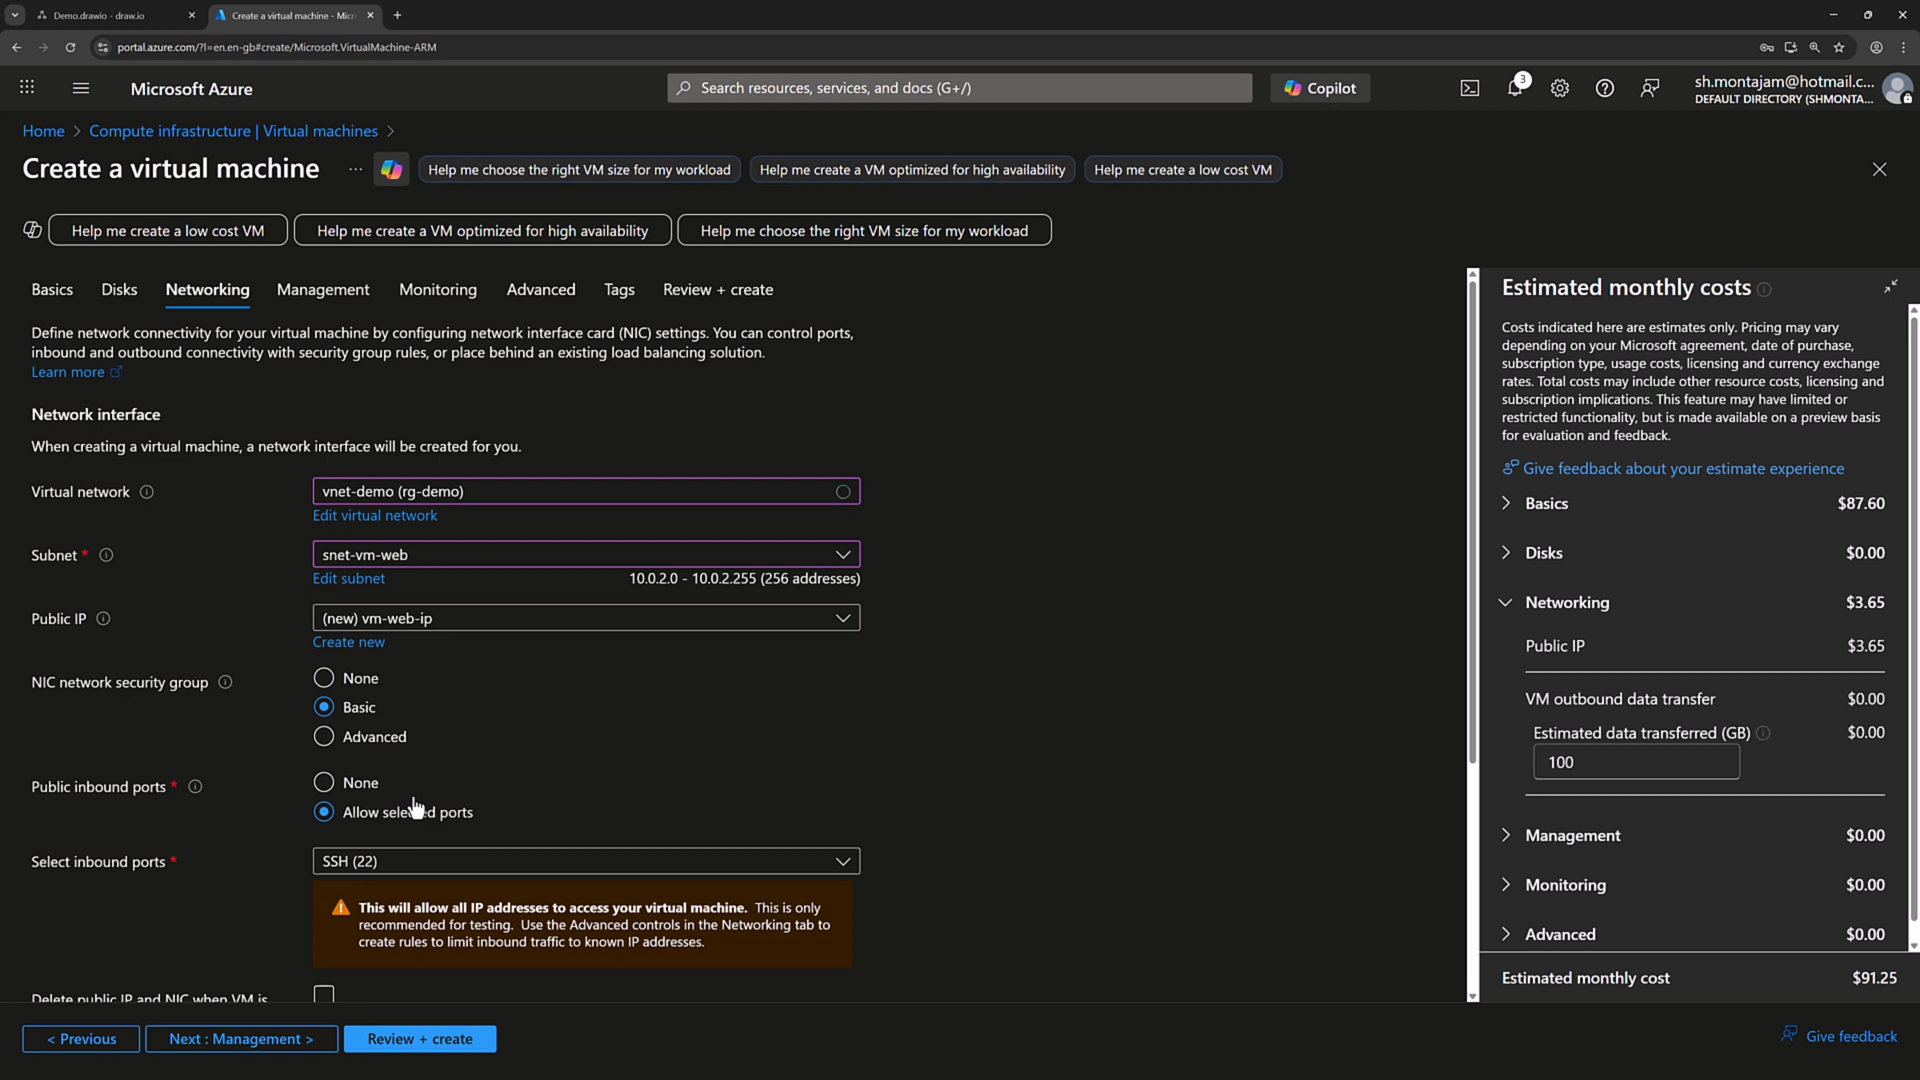 Demo.drawio - draw.io
Create a virtual machine - Micr
portal.azure.com/?l=en.en-gb#create/Microsoft.VirtualMachine-ARM
Microsoft Azure
Search resources, services, and docs (G+/)
Copilot
3
sh.montajam@hotmail.c...
DEFAULT DIRECTORY (SHMONTA...
Home > Compute infrastructure | Virtual machines >
Create a virtual machine ...
Help me choose the right VM size for my workload
Help me create a VM optimized for high availability
Help me create a low cost VM
Help me create a low cost VM
Help me create a VM optimized for high availability
Help me choose the right VM size for my workload
Basics
Disks
Networking
Management
Monitoring
Advanced
Tags
Review + create
Define network connectivity for your virtual machine by configuring network interface card (NIC) settings. You can control ports,
inbound and outbound connectivity with security group rules, or place behind an existing load balancing solution.
Learn more
Network interface
When creating a virtual machine, a network interface will be created for you.
Virtual network
vnet-demo (rg-demo)
Edit virtual network
Subnet *
snet-vm-web
Edit subnet
10.0.2.0 - 10.0.2.255 (256 addresses)
Public IP
(new) vm-web-ip
Create new
NIC network security group
None
Basic
Advanced
Public inbound ports *
None
Allow selected ports
Select inbound ports *
SSH (22)
This will allow all IP addresses to access your virtual machine. This is only
recommended for testing. Use the Advanced controls in the Networking tab to
create rules to limit inbound traffic to known IP addresses.
Delete public IP and NIC when VM is
< Previous
Next : Management >
Review + create
Estimated monthly costs
Costs indicated here are estimates only. Pricing may vary
depending on your Microsoft agreement, date of purchase,
subscription type, usage costs, licensing and currency exchange
rates. Total costs may include other resource costs, licensing and
subscription implications. This feature may have limited or
restricted functionality, but is made available on a preview basis
for evaluation and feedback.
Give feedback about your estimate experience
Basics $87.60
Disks $0.00
Networking $3.65
Public IP $3.65
VM outbound data transfer $0.00
Estimated data transferred (GB) $0.00
100
Management $0.00
Monitoring $0.00
Advanced $0.00
Estimated monthly cost $91.25
Give feedback